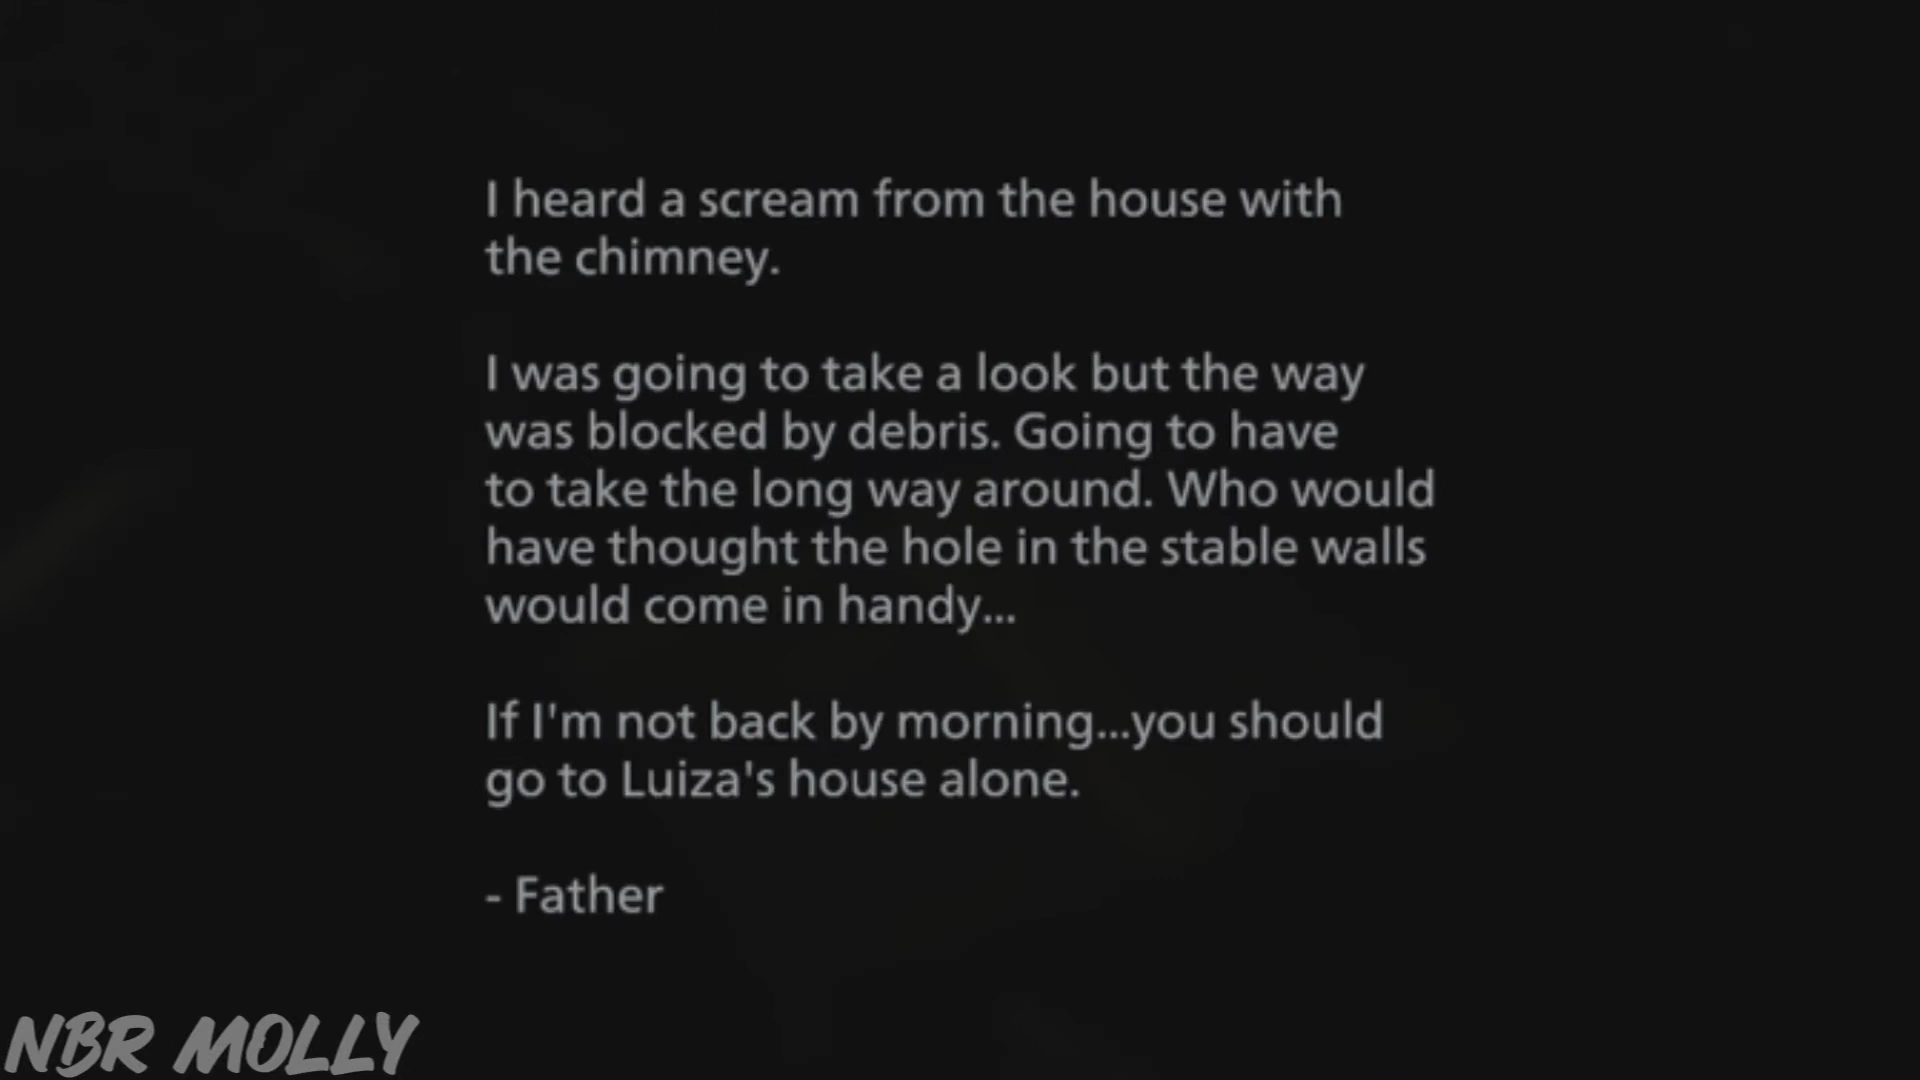 I heard a scream from the house with
the chimney.
I was going to take a look but the way
was blocked by debris. Going to have
to take the long way around. Who would
have thought the hole in the stable walls
would come in handy...
If I'm not back by morning...you should
go to Luiza's house alone.
- Father
NBR MOLLY